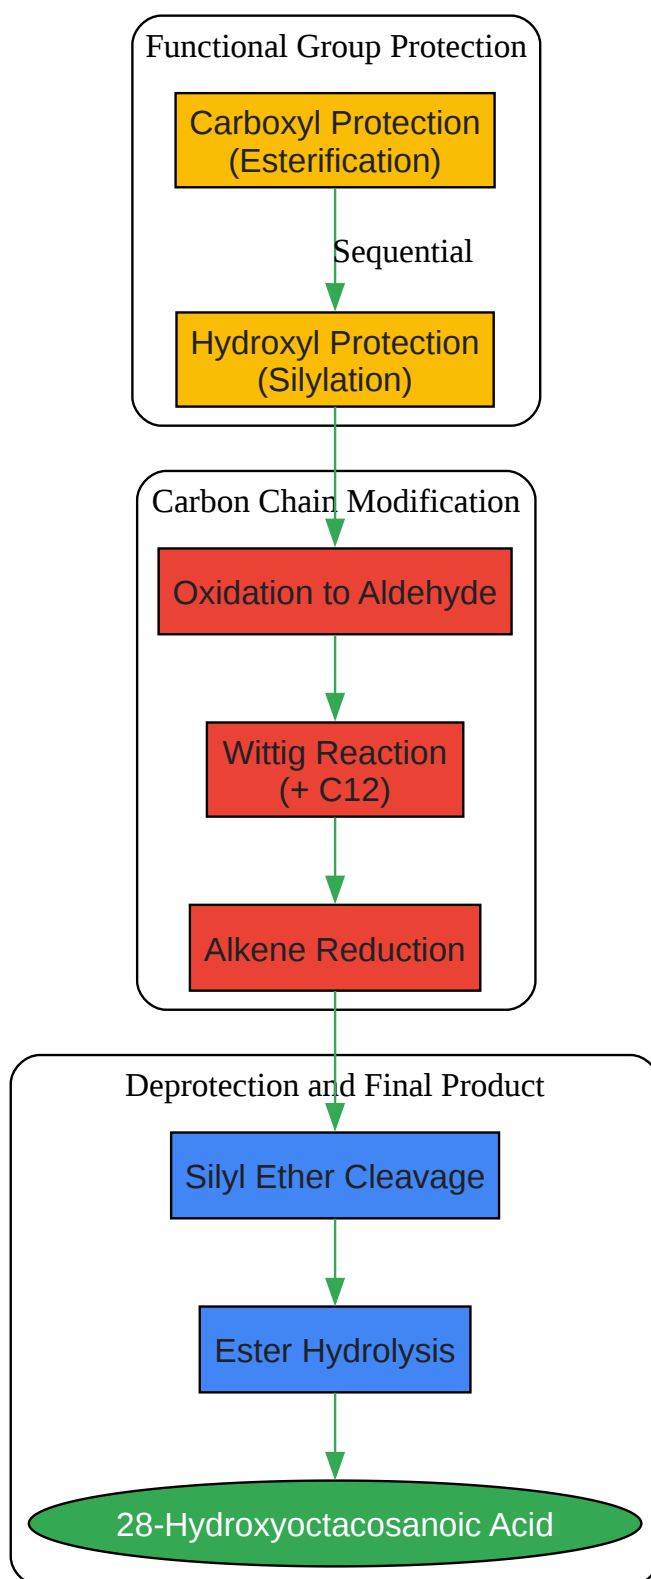 Functional Group Protection
Carboxyl Protection
(Esterification)
Sequential
Hydroxyl Protection
(Silylation)
Carbon Chain Modification
Oxidation to Aldehyde
Wittig Reaction
(+ C12)
Alkene Reduction
Deprotection and Final Product
Silyl Ether Cleavage
Ester Hydrolysis
28-Hydroxyoctacosanoic Acid